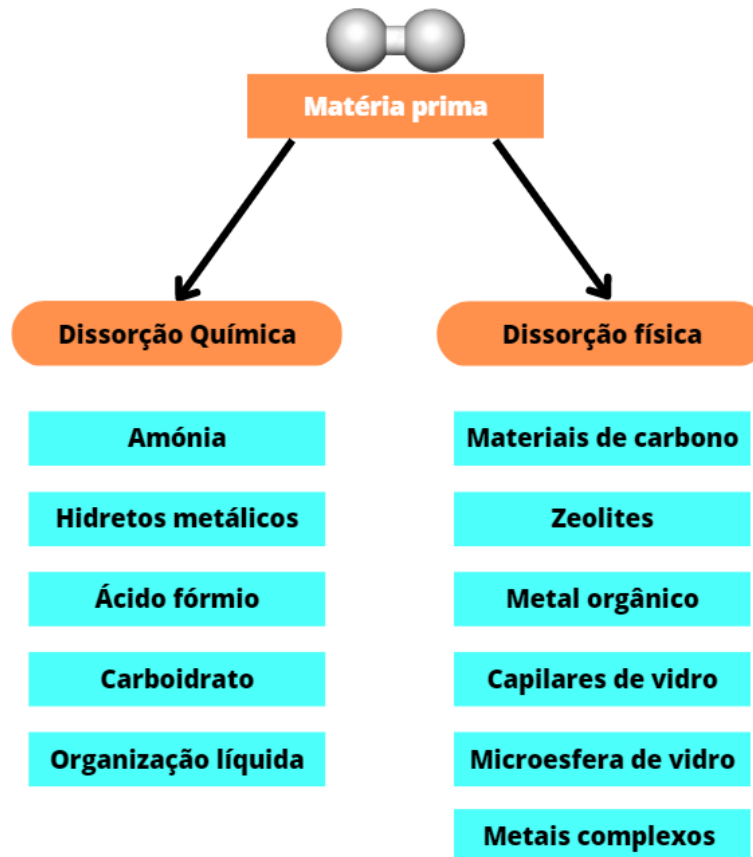 Matéria prima
Dissorção Química
Dissorção física
Amónia
Materiais de carbono
Hidretos metálicos
Zeolites
Ácido fórmio
Metal orgânico
Carboidrato
Capilares de vidro
Organização líquida
Microesfera de vidro
Metais complexos